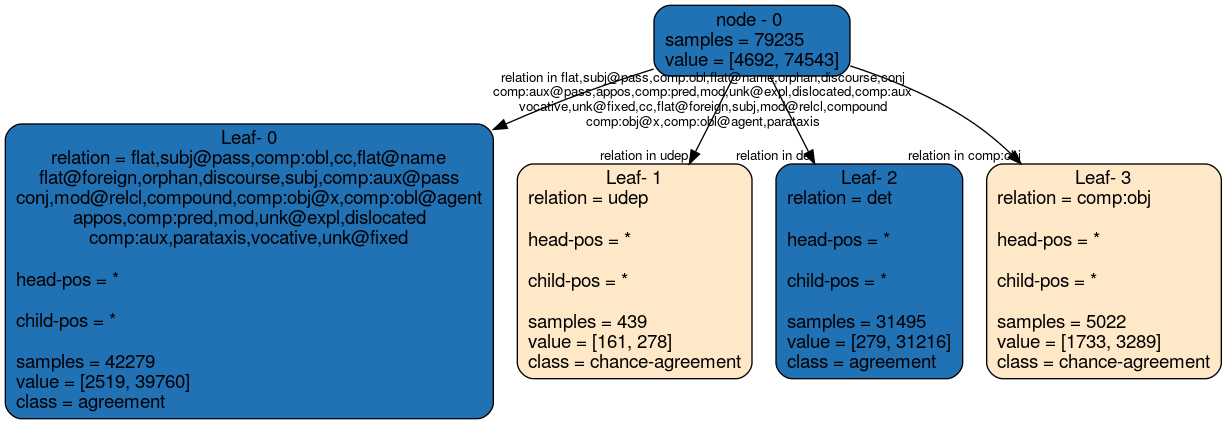 node - 0
samples = 79235
value = [4692, 74543]
relation in flat,subj@pass,comp:obl,flat@name,orphan,discourse,conj
comp:aux@pass,appos,comp:pred,mod,unk@expl,dislocated,comp:aux
vocative,unk@fixed,cc,flat@foreign,subj,mod@relcl,compound
comp:obj@x,comp:obl@agent,parataxis
relation in udep
relation in det
relation in comp:obj
Leaf- 0
relation = flat,subj@pass,comp:obl,cc,flat@name
flat@foreign,orphan,discourse,subj,comp:aux@pass
conj,mod@relcl,compound,comp:obj@x,comp:obl@agent
appos,comp:pred,mod,unk@expl,dislocated
comp:aux,parataxis,vocative,unk@fixed
head-pos = *
child-pos = *
samples = 42279
value = [2519, 39760]
class = agreement
Leaf- 1
relation = udep
head-pos = *
child-pos = *
samples = 439
value = [161, 278]
class = chance-agreement
Leaf- 2
relation = det
head-pos = *
child-pos = *
samples = 31495
value = [279, 31216]
class = agreement
Leaf- 3
relation = comp:obj
head-pos = *
child-pos = *
samples = 5022
value = [1733, 3289]
class = chance-agreement